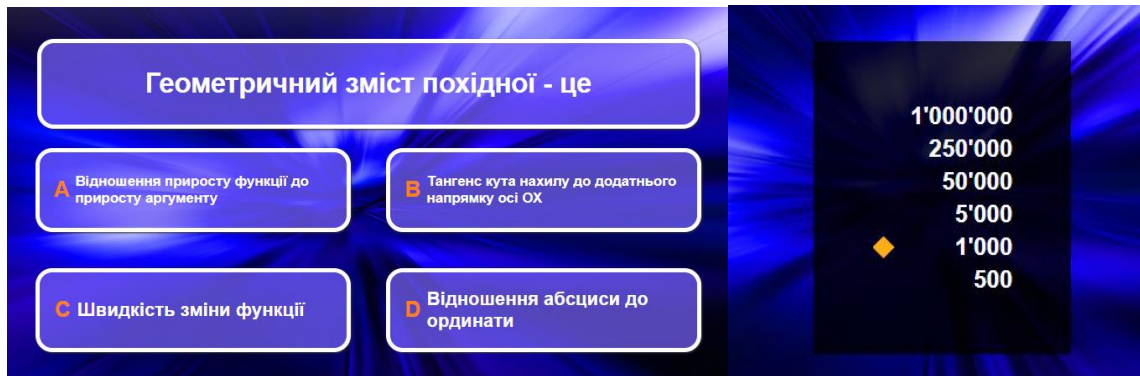 Геометричний зміст похідної - це
A Відношення приросту функції до
приросту аргументу
B Тангенс кута нахилу до додатнього
напрямку осі ОХ
C Швидкість зміни функції
D Відношення абсциси до
ординати
1'000'000
250'000
50'000
5'000
1'000
500